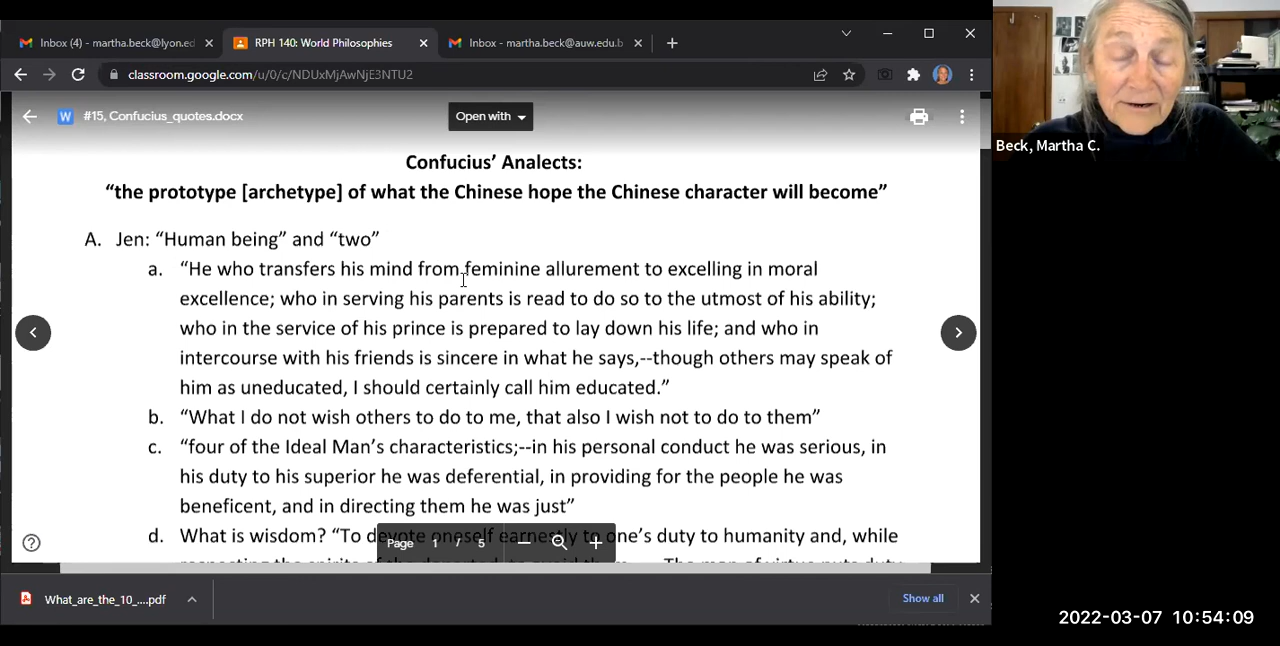 Inbox (4) - martha.beck@lyon.ed
RPH 140: World Philosophies
Inbox - martha.beck@auw.edu.b
classroom.google.com/u/0/c/NDUxMjAwNjE3NTU2
W
#15, Confucius_quotes.docx
Open with
Beck, Martha C.
Confucius’ Analects:
“the prototype [archetype] of what the Chinese hope the Chinese character will become”
A. Jen: “Human being” and “two”
a. “He who transfers his mind from feminine allurement to excelling in moral
excellence; who in serving his parents is read to do so to the utmost of his ability;
who in the service of his prince is prepared to lay down his life; and who in
intercourse with his friends is sincere in what he says,--though others may speak of
him as uneducated, I should certainly call him educated.”
b. “What I do not wish others to do to me, that also I wish not to do to them”
c. “four of the Ideal Man’s characteristics;--in his personal conduct he was serious, in
his duty to his superior he was deferential, in providing for the people he was
beneficent, and in directing them he was just”
d. What is wisdom? “To devote oneself earnestly to one’s duty to humanity and, while
Page 1 / 5
What_are_the_10_....pdf
Show all
2022-03-07 10:54:09